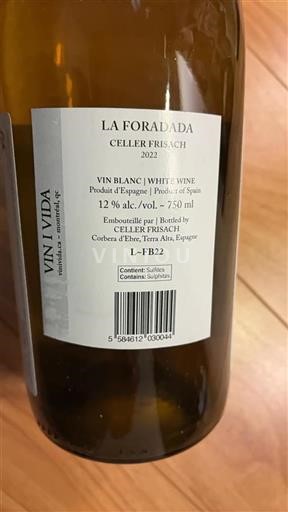 LA FORADADA
CELLER FRISACH
2022
VIN BLANC | WHITE WINE
Produit d'Espagne | Product of Spain
12 % alc./vol. ~ 750 ml
Embouteillé par | Bottled by
CELLER FRISACH
Corbera d'Ebre, Terra Alta, Espagne
VINIOU
L-FB22
Contient: Sulfites
Contains: Sulphites
5 584612 030044
VIN I VIDA
vinivida.ca ~ montréal, qc